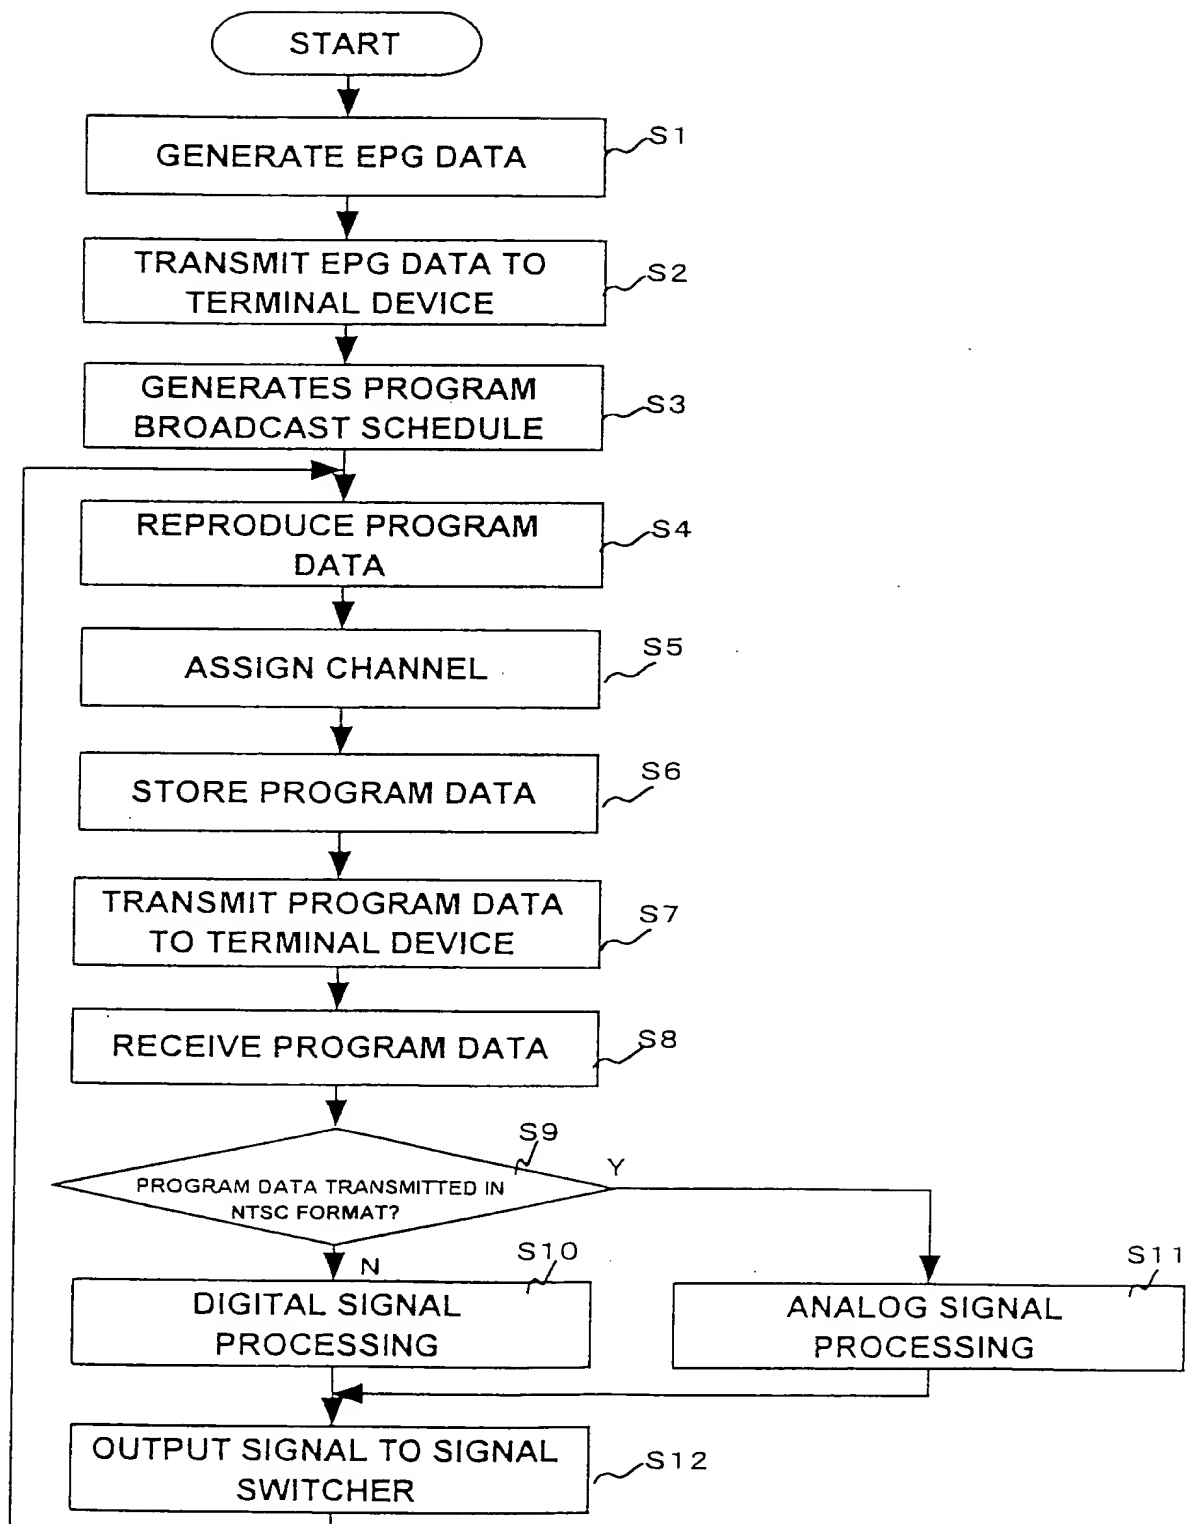 START
GENERATE EPG DATA
S1
TRANSMIT EPG DATA TO
TERMINAL DEVICE
S2
GENERATES PROGRAM
BROADCAST SCHEDULE
S3
REPRODUCE PROGRAM
DATA
S4
ASSIGN CHANNEL
S5
STORE PROGRAM DATA
S6
TRANSMIT PROGRAM DATA
TO TERMINAL DEVICE
S7
RECEIVE PROGRAM DATA
S8
S9
PROGRAM DATA TRANSMITTED IN
NTSC FORMAT?
Y
N
S10
DIGITAL SIGNAL
PROCESSING
S11
ANALOG SIGNAL
PROCESSING
OUTPUT SIGNAL TO SIGNAL
SWITCHER
S12